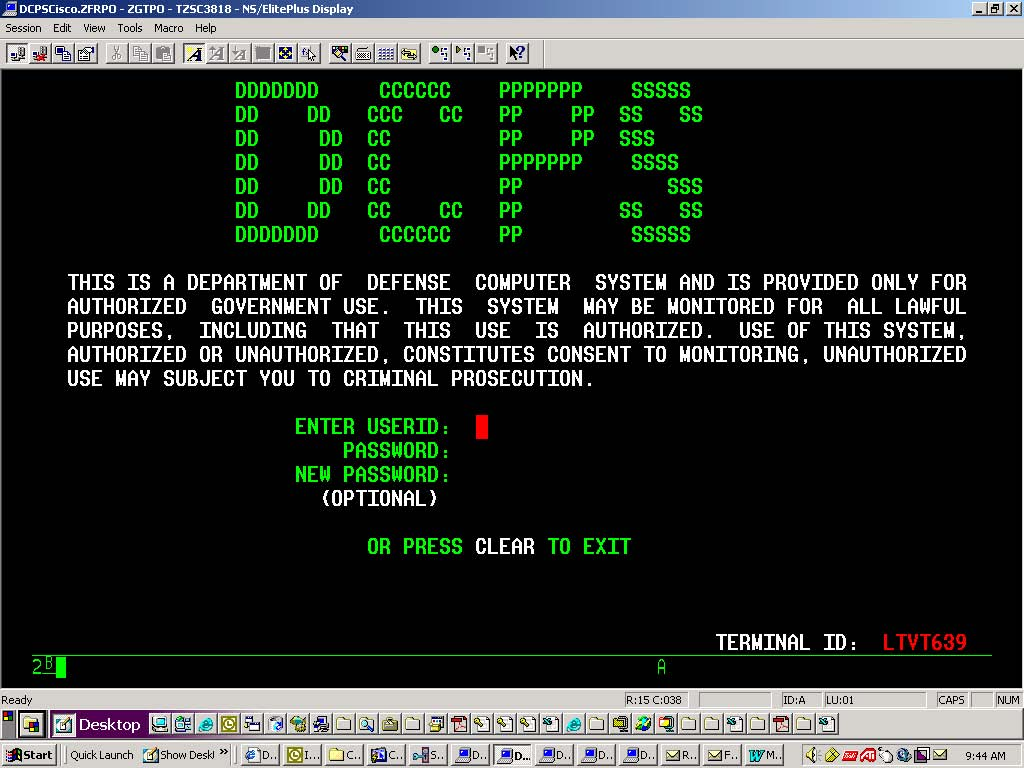 DCPSCisco.ZFRPO - ZGTPO - TZSC3818 - NS/ElitePlus Display
Session Edit View Tools Macro Help
DDDDDDD CCCCCC PPPPPPP SSSSS
DD DD CCC CC PP PP SS SS
DD DD CC PP PP SSS
DD DD CC PPPPPPP SSSS
DD DD CC PP SSS
DD DD CC CC PP SS SS
DDDDDDD CCCCCC PP SSSSS
THIS IS A DEPARTMENT OF DEFENSE COMPUTER SYSTEM AND IS PROVIDED ONLY FOR
AUTHORIZED GOVERNMENT USE. THIS SYSTEM MAY BE MONITORED FOR ALL LAWFUL
PURPOSES, INCLUDING THAT THIS USE IS AUTHORIZED. USE OF THIS SYSTEM,
AUTHORIZED OR UNAUTHORIZED, CONSTITUTES CONSENT TO MONITORING, UNAUTHORIZED
USE MAY SUBJECT YOU TO CRIMINAL PROSECUTION.
ENTER USERID:
PASSWORD:
NEW PASSWORD:
(OPTIONAL)
OR PRESS CLEAR TO EXIT
TERMINAL ID: LTVT639
2B A
Ready R:15 C:038 ID:A LU:01 CAPS NUM
Desktop
Start Quick Launch Show Deskt » D.. I... C.. C.. S.. D.. D... D.. D.. D.. R.. F.. M.. 9:44 AM